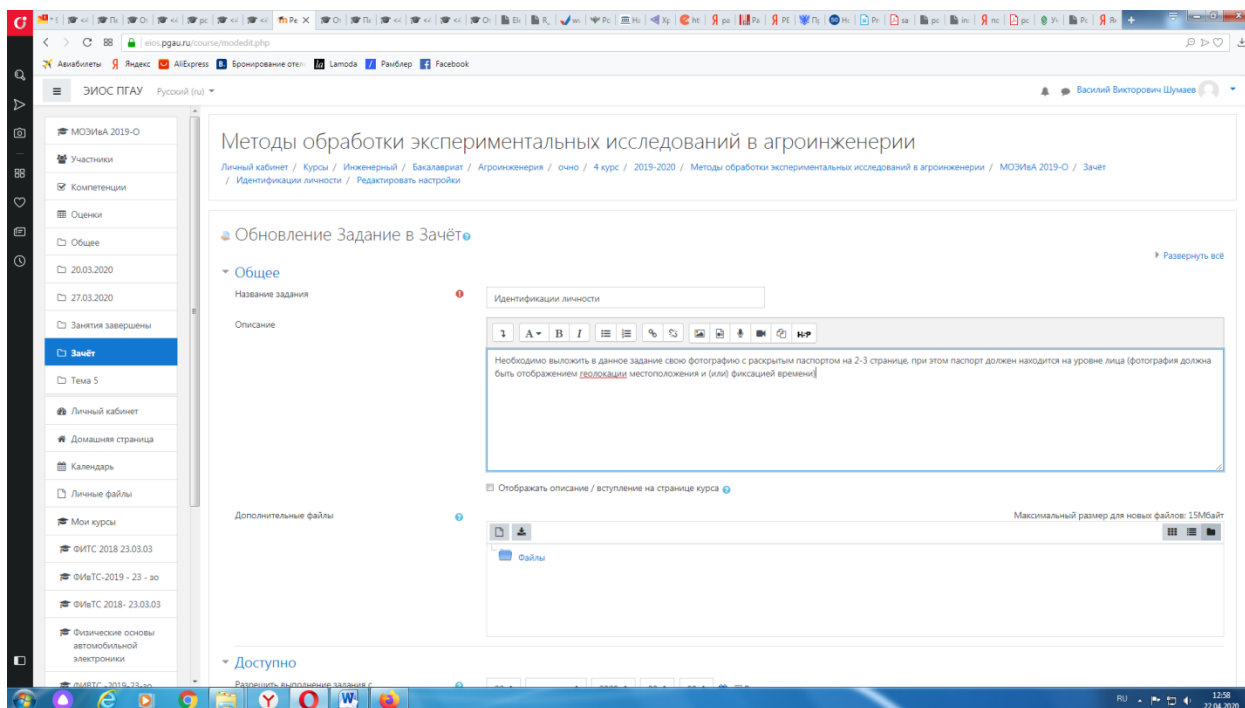 eios.pgau.ru/course/modedit.php
Авиабилеты Яндекс AliExpress Бронирование отел Lamoda Рамблер Facebook
ЭИОС ПГАУ Русский (ru)
Василий Викторович Шумаев
МОЭИвА 2019-О
Участники
Компетенции
Оценки
Общее
20.03.2020
27.03.2020
Занятия завершены
Зачёт
Тема 5
Личный кабинет
Домашняя страница
Календарь
Личные файлы
Мои курсы
ФИТС 2018 23.03.03
ФИвТС-2019 - 23 - зо
ФИвТС 2018- 23.03.03
Физические основы
автомобильной
электроники
ФИВТС -2019-23-зо
Методы обработки экспериментальных исследований в агроинженерии
Личный кабинет / Курсы / Инженерный / Бакалавриат / Агроинженерия / очно / 4 курс / 2019-2020 / Методы обработки экспериментальных исследований в агроинженерии / МОЭИвА 2019-О / Зачёт
/ Идентификации личности / Редактировать настройки
Обновление Задание в Зачёт
Развернуть всё
Общее
Название задания
Идентификации личности
Описание
Необходимо выложить в данное задание свою фотографию с раскрытым паспортом на 2-3 странице, при этом паспорт должен находится на уровне лица (фотография должна
быть отображением геолокации местоположения и (или) фиксацией времени)
Отображать описание / вступление на странице курса
Дополнительные файлы
Максимальный размер для новых файлов: 15Мбайт
Файлы
Доступно
Разрешить выполнение задания с
RU
12:58
22.04.2020